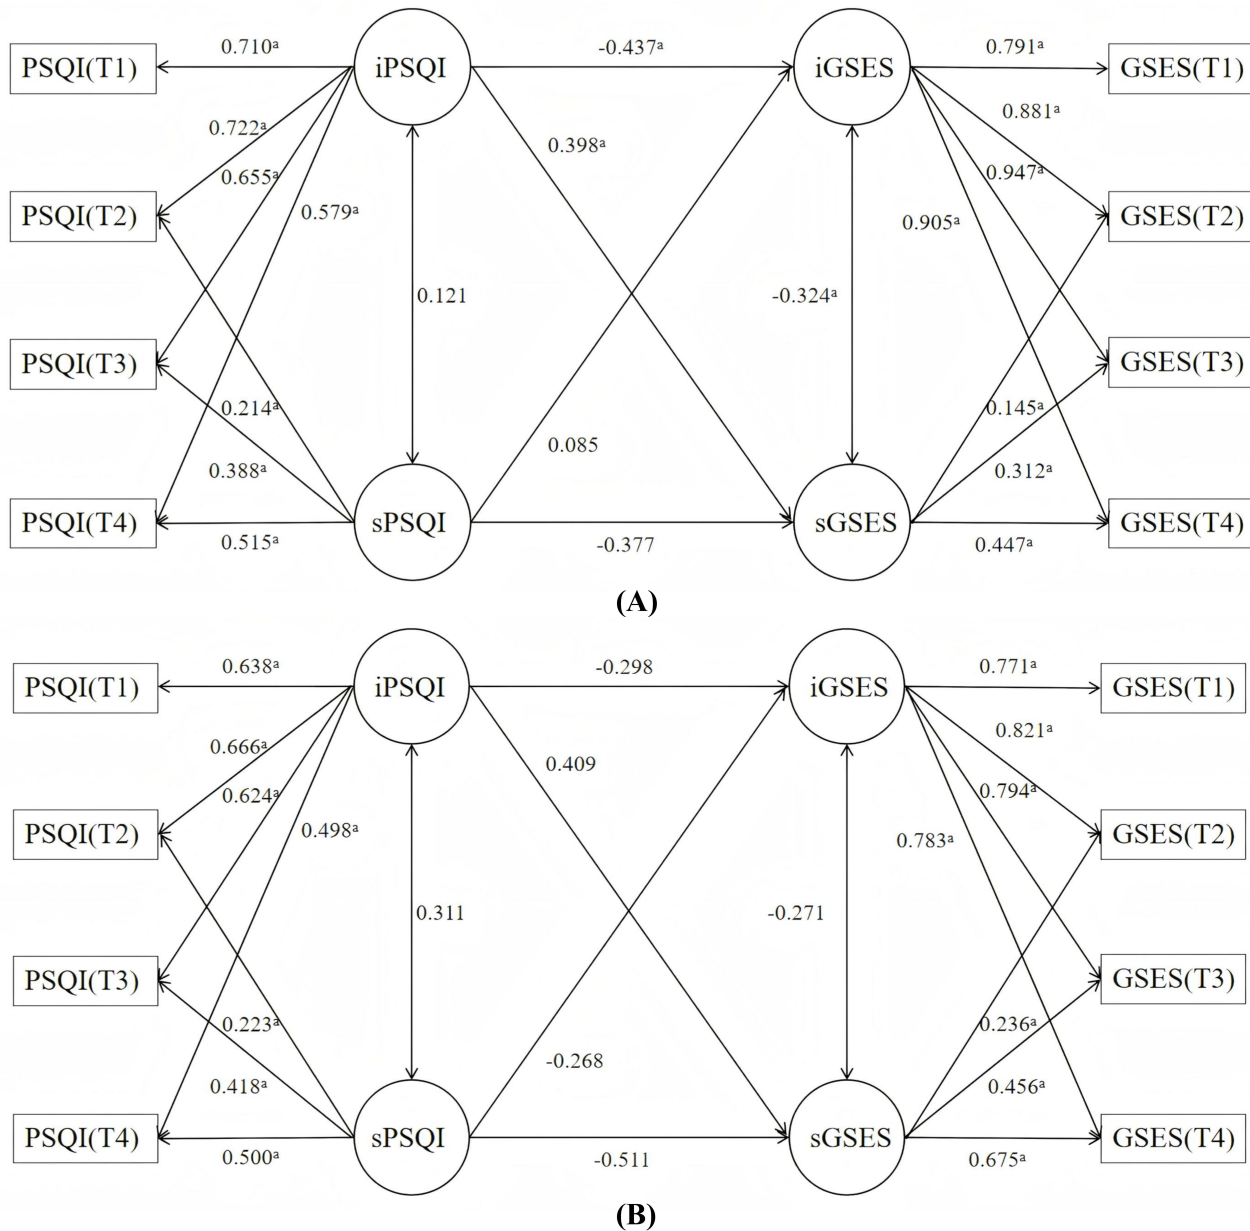 0.710ᵃ -0.437ᵃ 0.791ᵃ
PSQI(T1) iPSQI iGSES GSES(T1)
0.722ᵃ 0.398ᵃ 0.881ᵃ
0.655ᵃ 0.947ᵃ
PSQI(T2) 0.579ᵃ 0.905ᵃ GSES(T2)
0.121 -0.324ᵃ
PSQI(T3) GSES(T3)
0.214ᵃ 0.145ᵃ
0.388ᵃ 0.085 0.312ᵃ
PSQI(T4) sPSQI sGSES GSES(T4)
0.515ᵃ -0.377 0.447ᵃ
(A)
0.638ᵃ -0.298 0.771ᵃ
PSQI(T1) iPSQI iGSES GSES(T1)
0.666ᵃ 0.409 0.821ᵃ
0.624ᵃ 0.794ᵃ
PSQI(T2) 0.498ᵃ 0.783ᵃ GSES(T2)
0.311 -0.271
PSQI(T3) GSES(T3)
0.223ᵃ 0.236ᵃ
0.418ᵃ -0.268 0.456ᵃ
PSQI(T4) sPSQI sGSES GSES(T4)
0.500ᵃ -0.511 0.675ᵃ
(B)